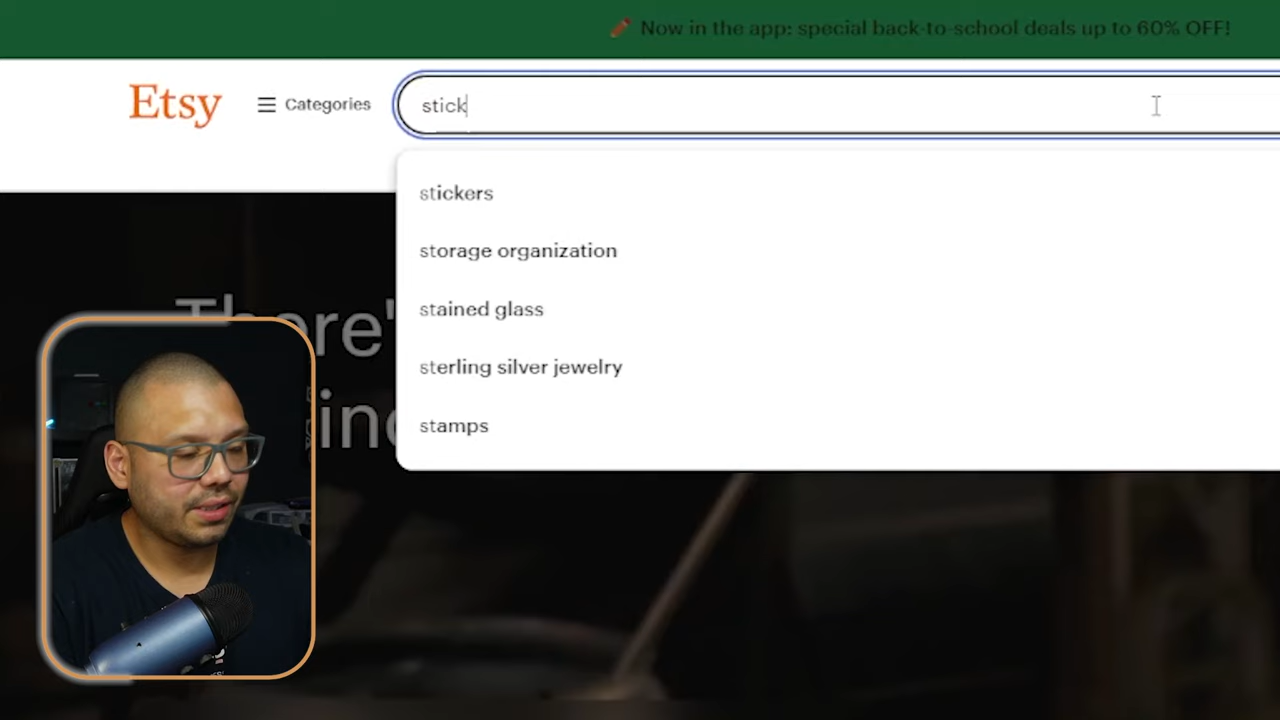 Now in the app: special back-to-school deals up to 60% OFF!
Etsy
Categories
stick
stickers
storage organization
stained glass
sterling silver jewelry
stamps